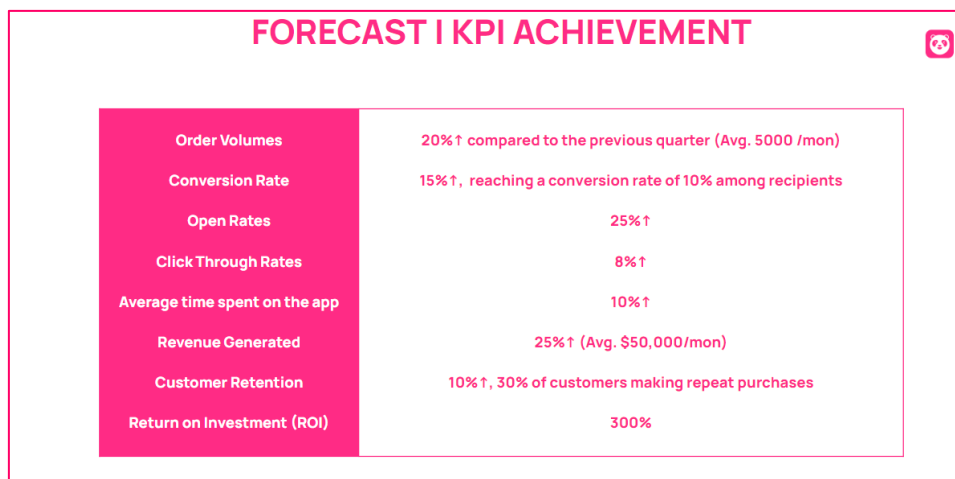 FORECAST I KPI ACHIEVEMENT
Order Volumes 20%↑ compared to the previous quarter (Avg. 5000 /mon)
Conversion Rate 15%↑, reaching a conversion rate of 10% among recipients
Open Rates 25%↑
Click Through Rates 8%↑
Average time spent on the app 10%↑
Revenue Generated 25%↑ (Avg. $50,000/mon)
Customer Retention 10%↑, 30% of customers making repeat purchases
Return on Investment (ROI) 300%